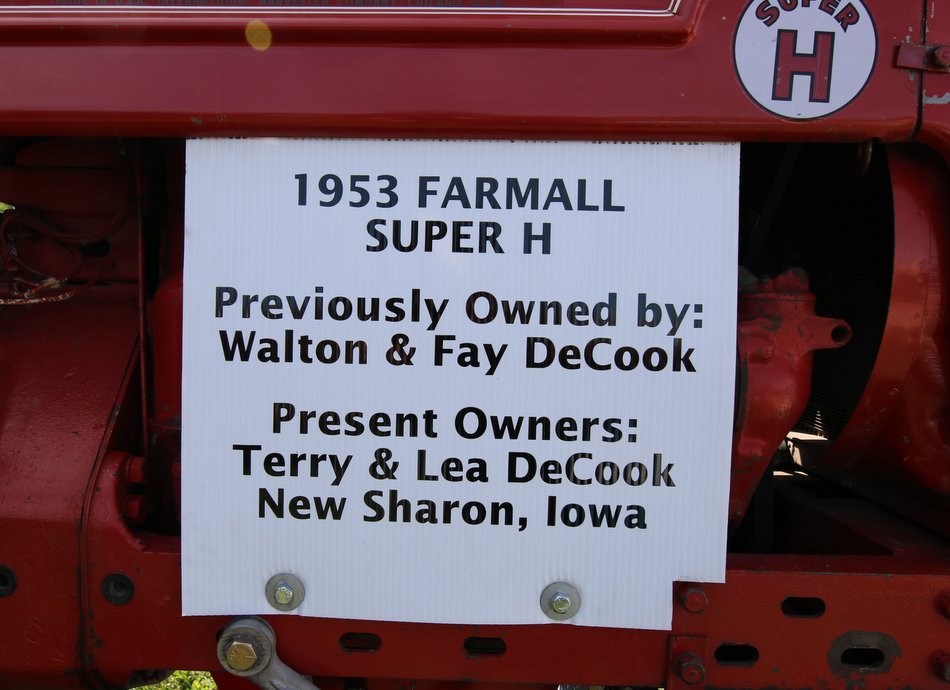 SUPER
H
1953 FARMALL
SUPER H
Previously Owned by:
Walton & Fay DeCook
Present Owners:
Terry & Lea DeCook
New Sharon, Iowa